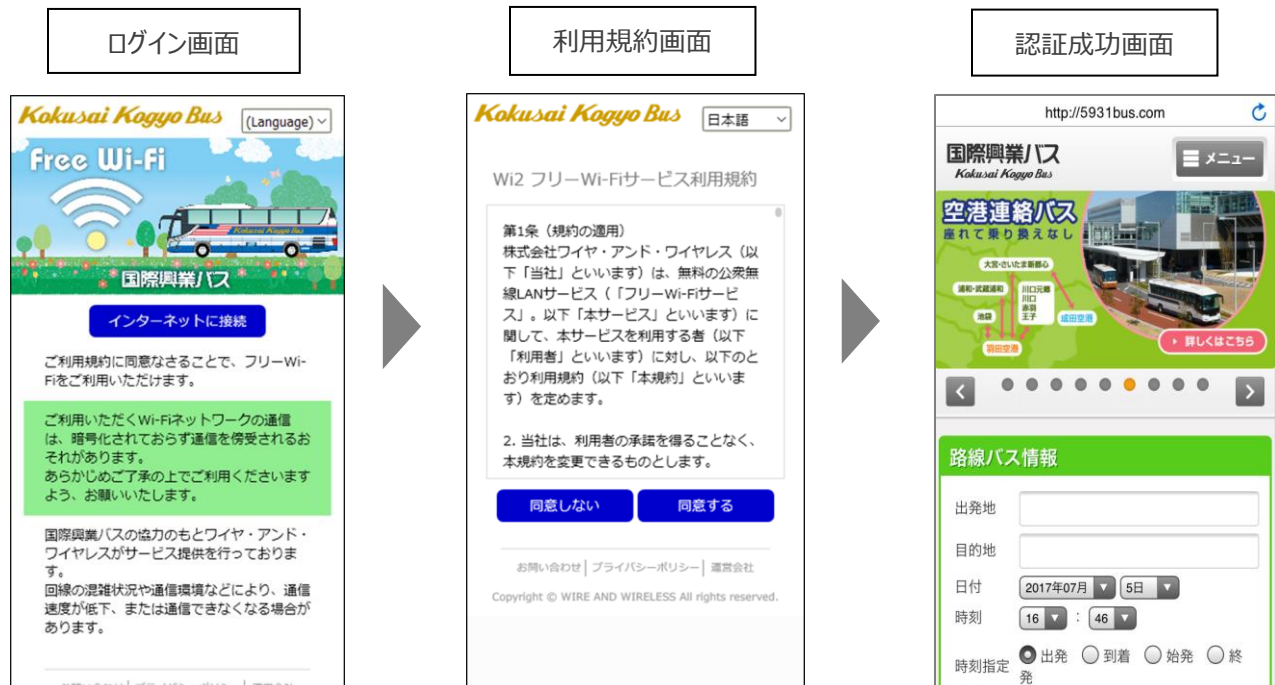 ログイン画面
Kokusai Kogyo Bus
(Language)
Free Wi-Fi
Kokusai Kogyo Bus
国際興業バス
インターネットに接続
ご利用規約に同意なさることで、フリーWi-
Fiをご利用いただけます。
ご利用いただくWi-Fiネットワークの通信
は、暗号化されておらず通信を傍受されるお
それがあります。
あらかじめご了承の上でご利用くださいます
よう、お願いいたします。
国際興業バスの協力のもとワイヤ・アンド・
ワイヤレスがサービス提供を行っておりま
す。
回線の混雑状況や通信環境などにより、通信
速度が低下、または通信できなくなる場合が
あります。
利用規約画面
Kokusai Kogyo Bus
日本語
Wi2 フリーWi-Fiサービス利用規約
第1条（規約の適用）
株式会社ワイヤ・アンド・ワイヤレス（以
下「当社」といいます）は、無料の公衆無
線LANサービス（「フリーWi-Fiサービ
ス」。以下「本サービス」といいます）に
関して、本サービスを利用する者（以下
「利用者」といいます）に対し、以下のと
おり利用規約（以下「本規約」といいま
す）を定めます。
2. 当社は、利用者の承諾を得ることなく、
本規約を変更できるものとします。
同意しない
同意する
お問い合わせ| プライバシーポリシー| 運営会社
Copyright © WIRE AND WIRELESS All rights reserved.
認証成功画面
http://5931bus.com
国際興業バス
Kokusai Kogyo Bus
メニュー
空港連絡バス
座れて乗り換えなし
大宮・さいたま新都心
浦和・武蔵浦和
川口元郷
川口
赤羽
王子
池袋
成田空港
羽田空港
詳しくはこちら
路線バス情報
出発地
目的地
日付
2017年07月
5日
時刻
16
:
46
時刻指定
出発
到着
始発
終
発